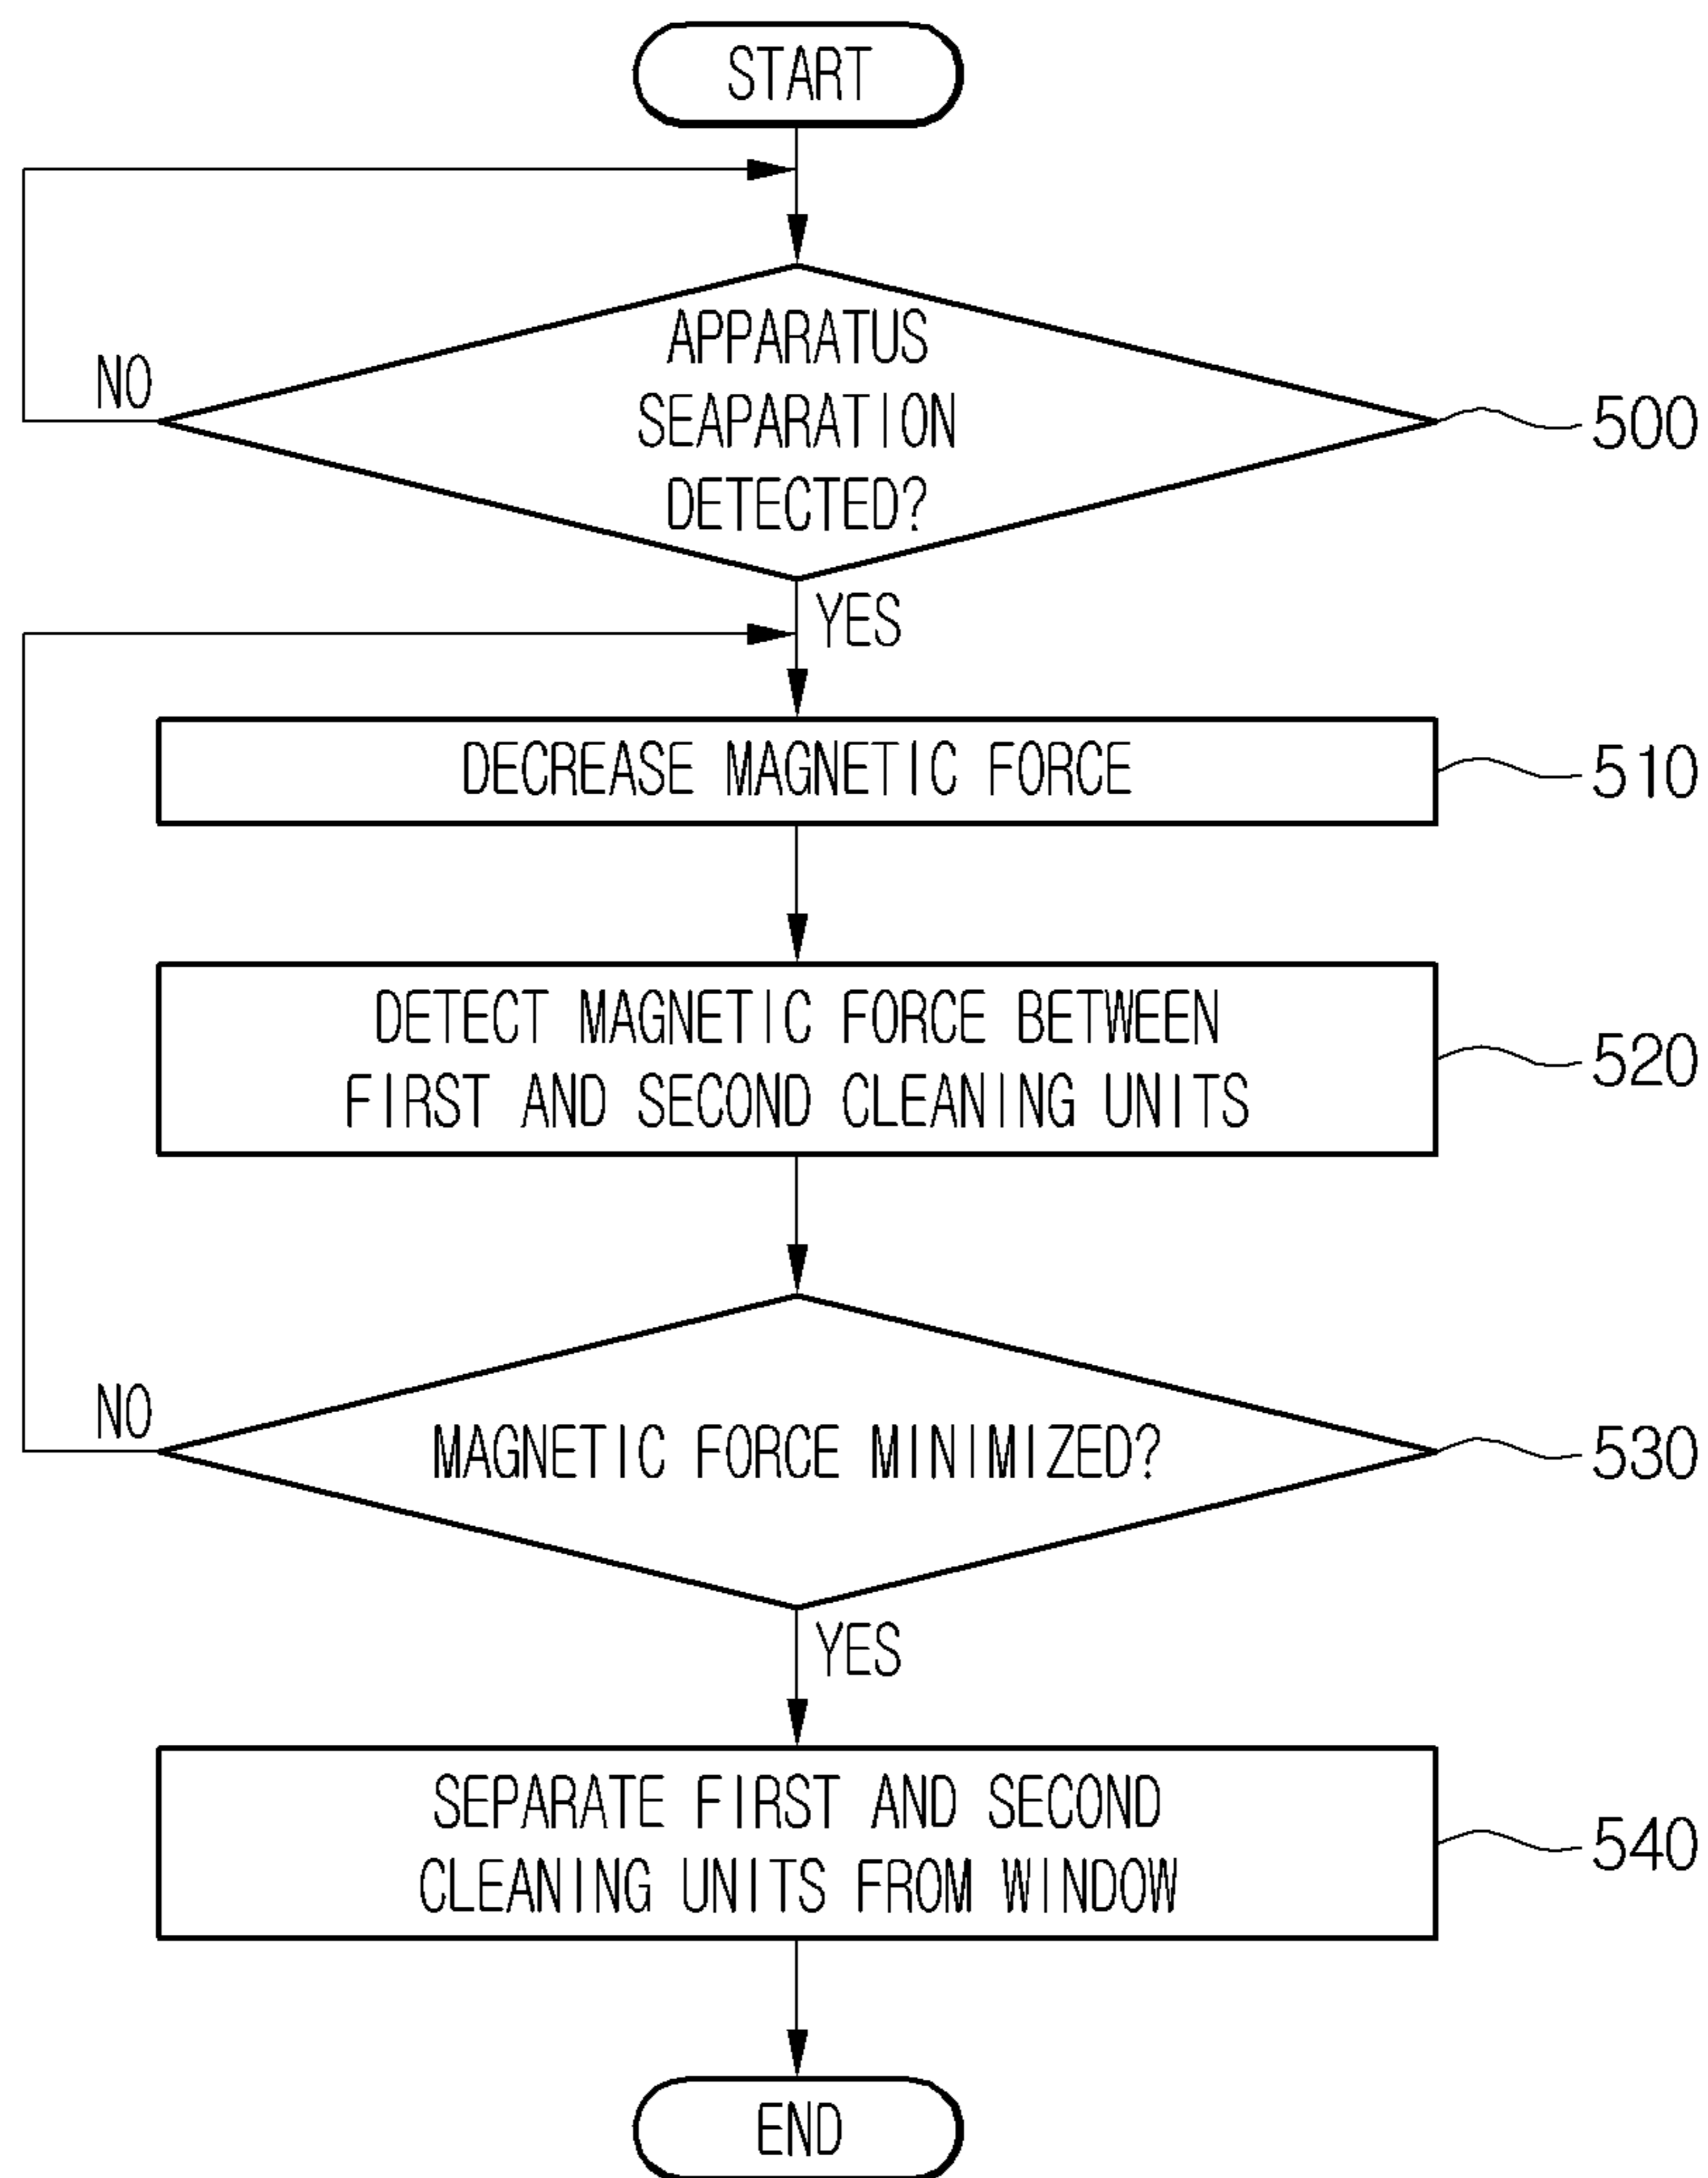 START
NO
APPARATUS
SEAPARATION
DETECTED?
500
YES
DECREASE MAGNETIC FORCE
510
DETECT MAGNETIC FORCE BETWEEN
FIRST AND SECOND CLEANING UNITS
520
NO
MAGNETIC FORCE MINIMIZED?
530
YES
SEPARATE FIRST AND SECOND
CLEANING UNITS FROM WINDOW
540
END